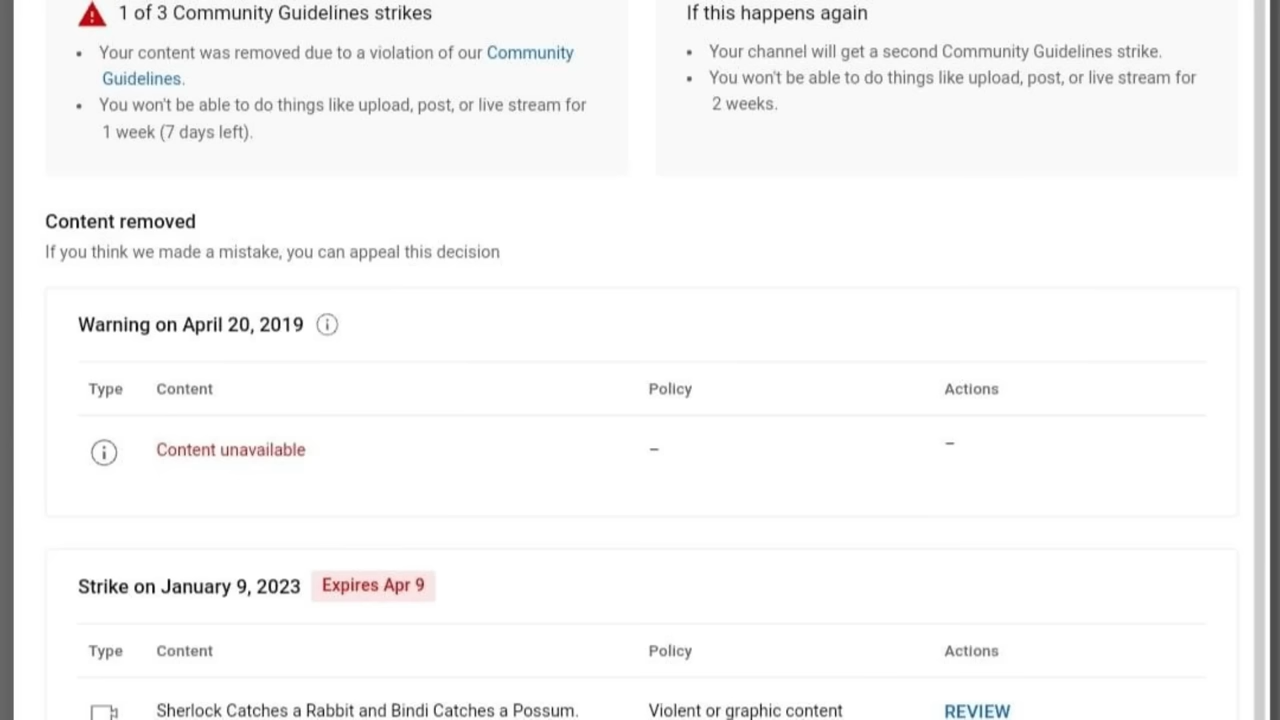 1 of 3 Community Guidelines strikes
• Your content was removed due to a violation of our Community
Guidelines.
• You won't be able to do things like upload, post, or live stream for
1 week (7 days left).
If this happens again
• Your channel will get a second Community Guidelines strike.
• You won't be able to do things like upload, post, or live stream for
2 weeks.
Content removed
If you think we made a mistake, you can appeal this decision
Warning on April 20, 2019
Type Content Policy Actions
Content unavailable – –
Strike on January 9, 2023 Expires Apr 9
Type Content Policy Actions
Sherlock Catches a Rabbit and Bindi Catches a Possum. Violent or graphic content REVIEW